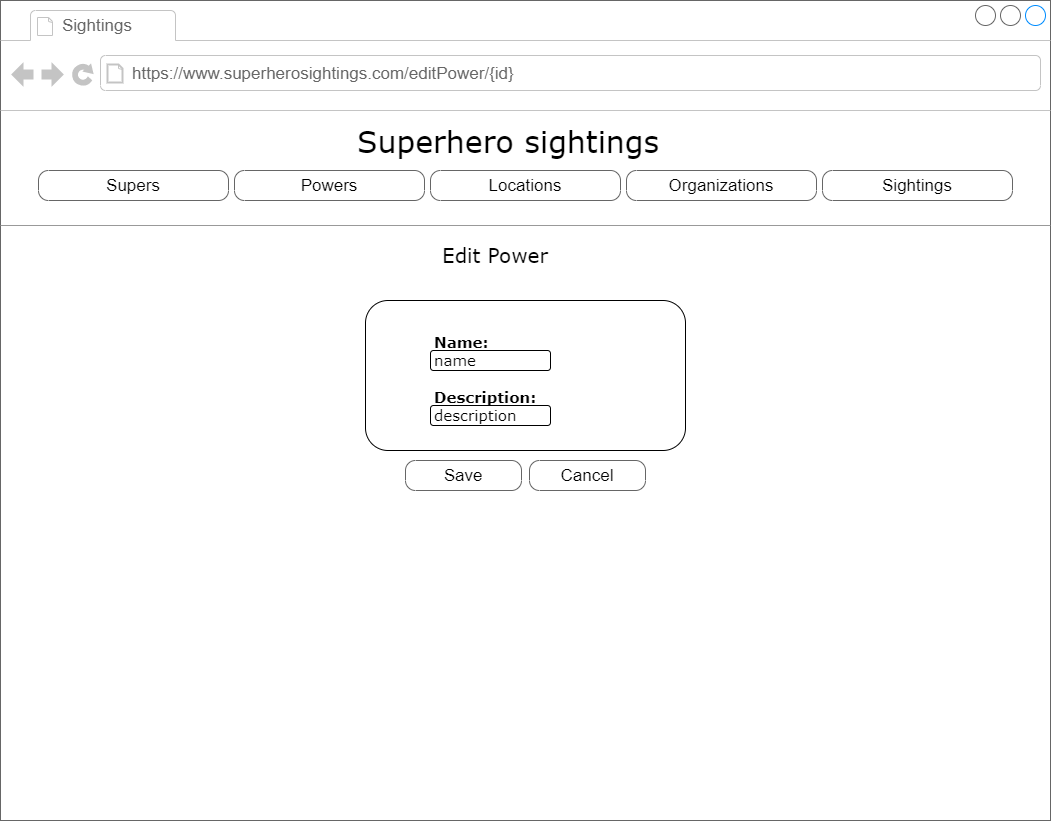 Sightings
https://www.superherosightings.com/editPower/{id}
Superhero sightings
Supers Powers Locations Organizations Sightings
Edit Power
Name:
name
Description:
description
Save Cancel